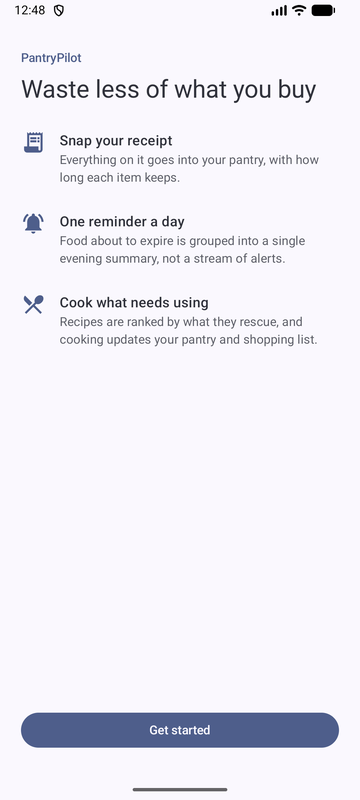 12:48
PantryPilot
Waste less of what you buy
Snap your receipt
Everything on it goes into your pantry, with how
long each item keeps.
One reminder a day
Food about to expire is grouped into a single
evening summary, not a stream of alerts.
Cook what needs using
Recipes are ranked by what they rescue, and
cooking updates your pantry and shopping list.
Get started